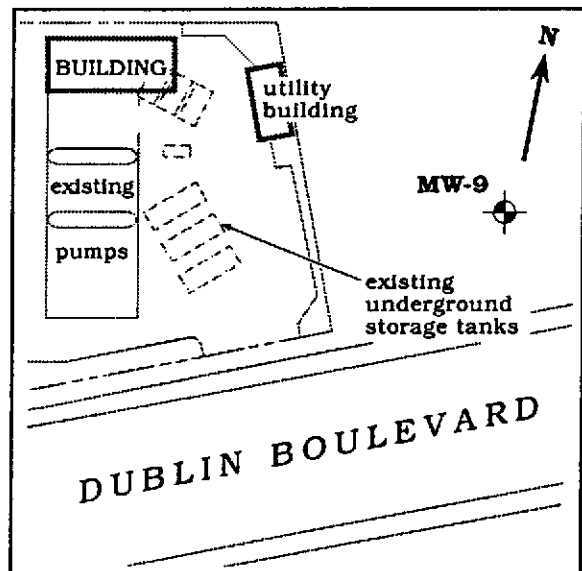 BUILDING
utility
building
N
MW-9
existing
pumps
existing
underground
storage tanks
DUBLIN BOULEVARD